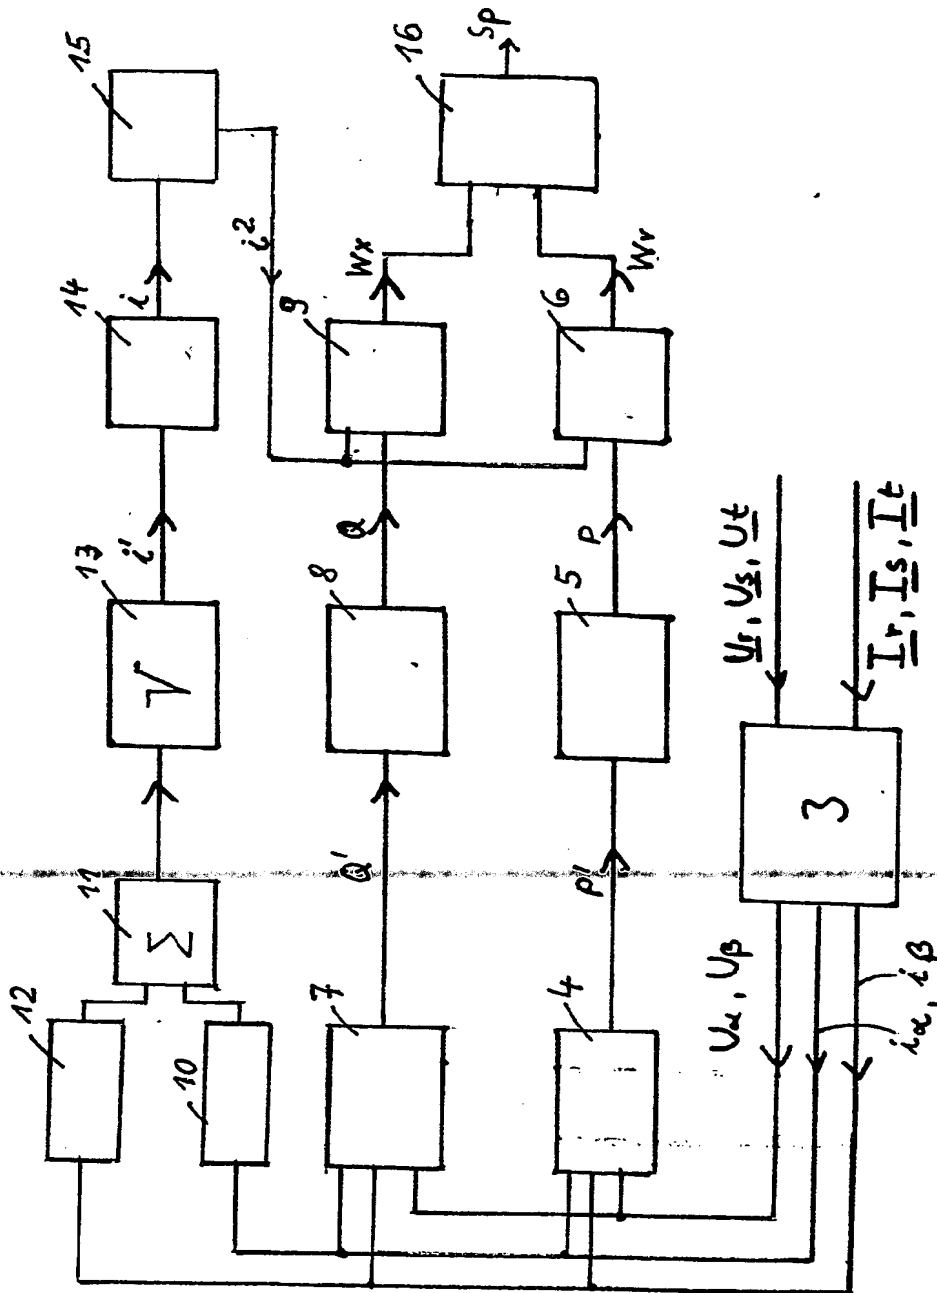 15
14
i
13
√
i'
11
Σ
12
10
i²
16
Sp
9
Wx
8
Q
Q'
7
6
Wr
5
P
P'
4
3
Ur, Us, Ut
Ir, Is, It
Uα, Uβ
iα, iβ